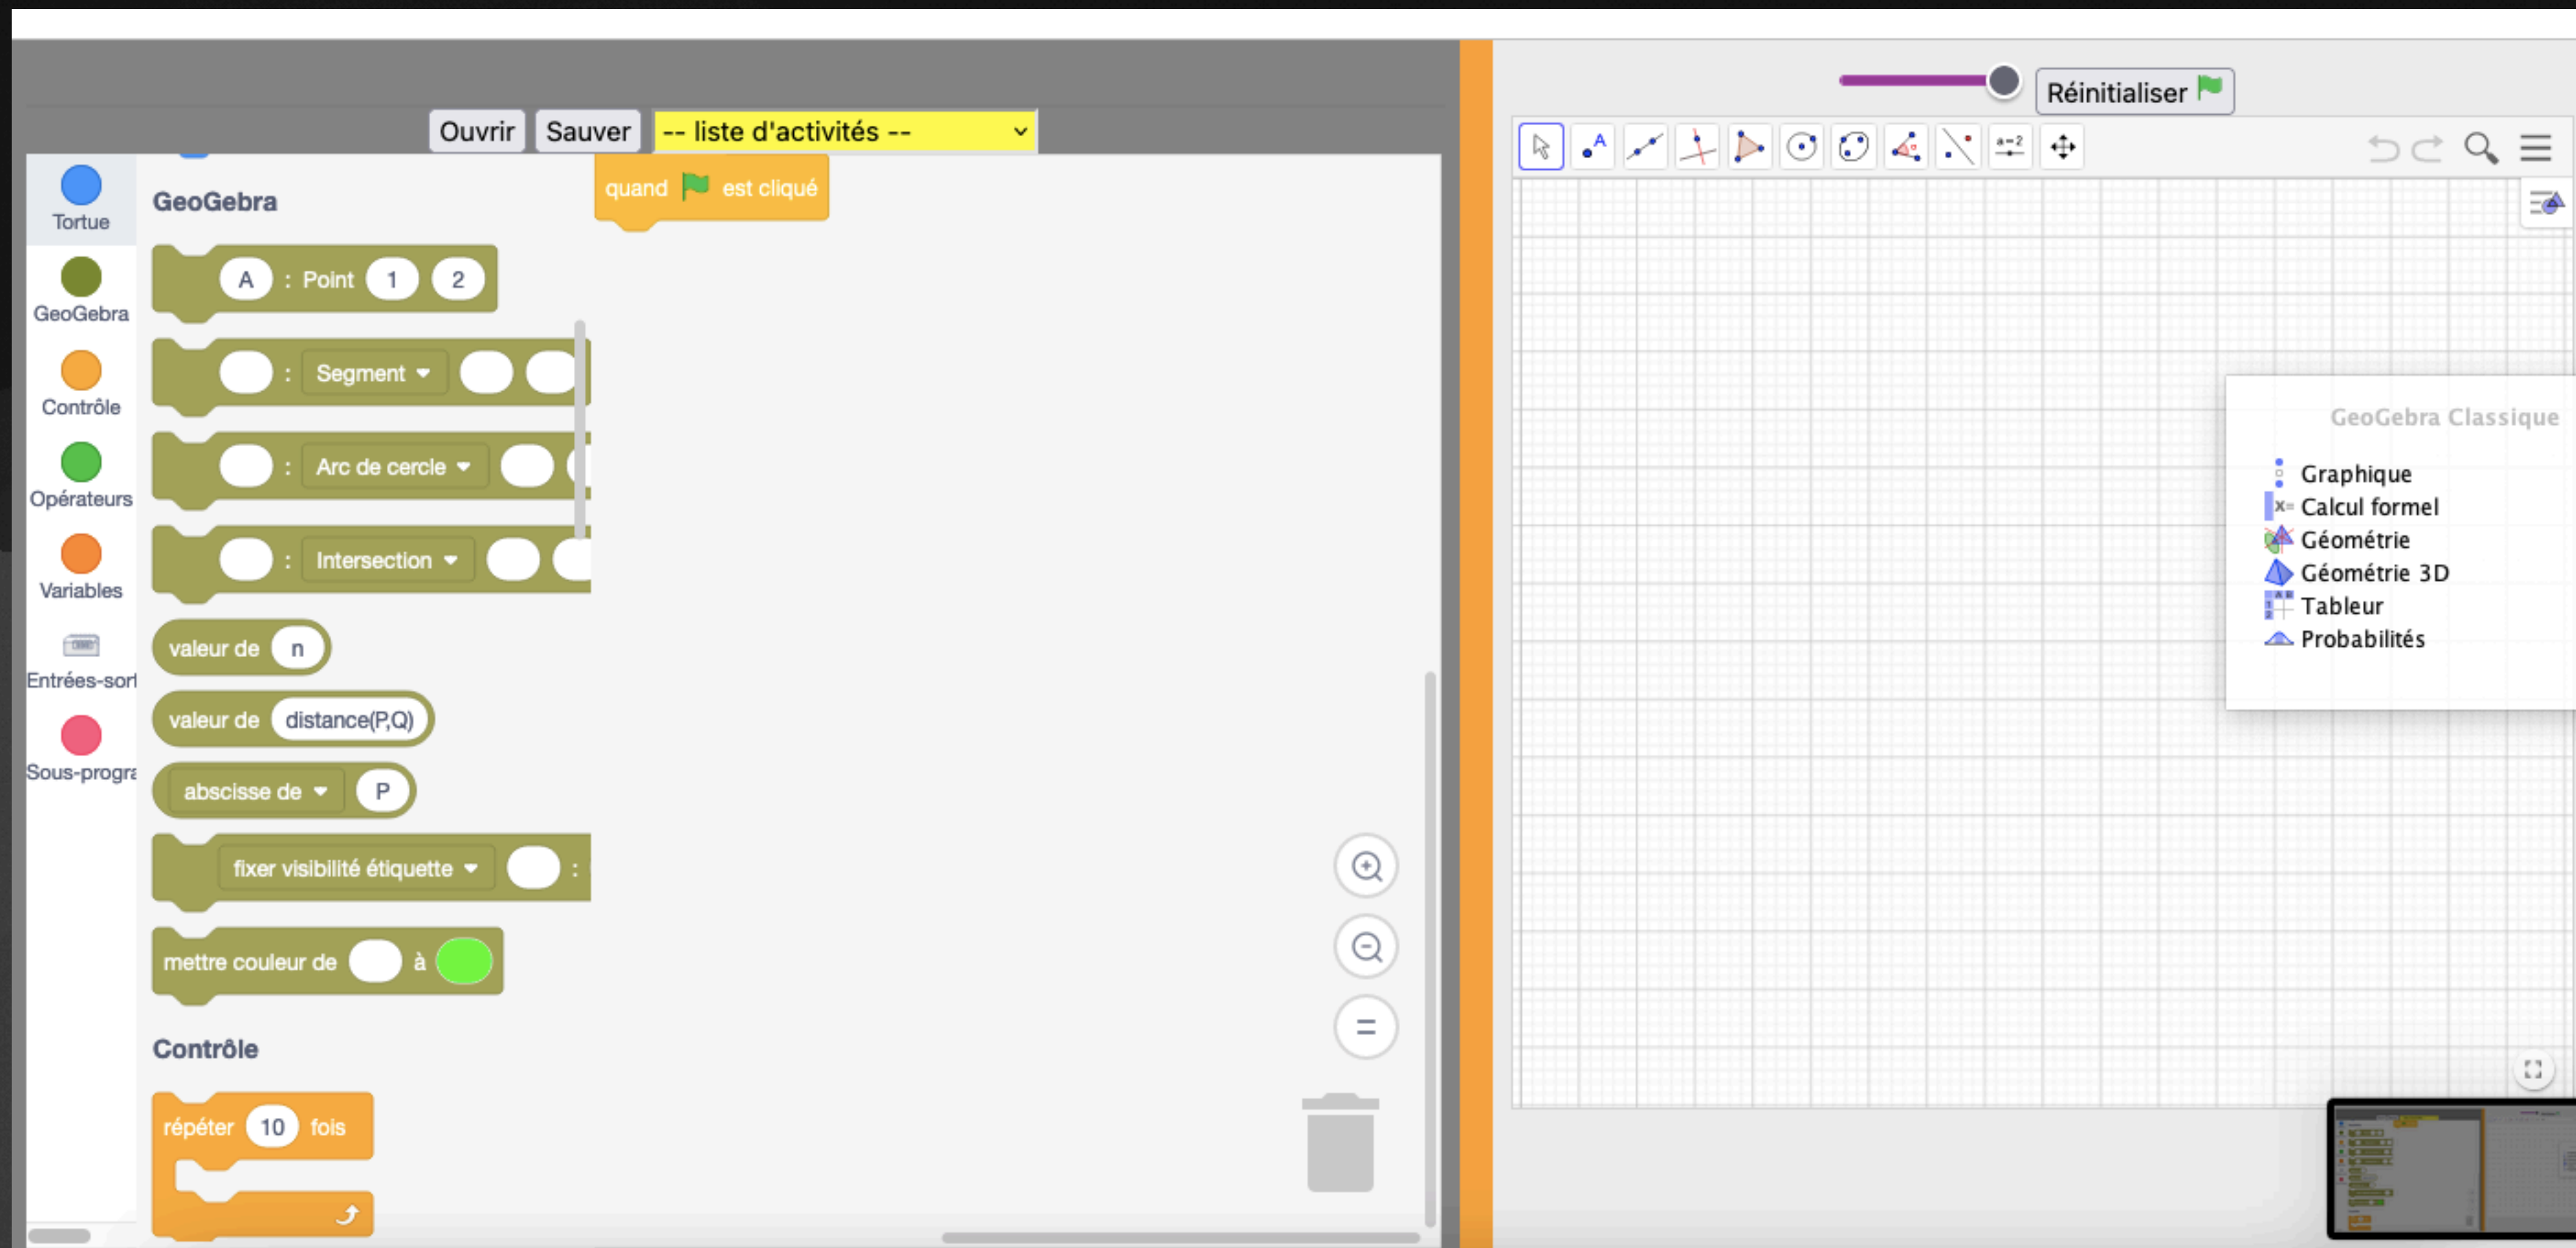 Réinitialiser
Ouvrir Sauver -- liste d'activités --
a=2
Tortue
GeoGebra
Contrôle
Opérateurs
Variables
Entrées-sort
Sous-progra
GeoGebra
A : Point 1 2
: Segment
: Arc de cercle
: Intersection
valeur de n
valeur de distance(P,Q)
abscisse de P
fixer visibilité étiquette :
mettre couleur de à
Contrôle
répéter 10 fois
quand est cliqué
=
A
GeoGebra Classique
Graphique
x= Calcul formel
Géométrie
Géométrie 3D
Tableur
Probabilités